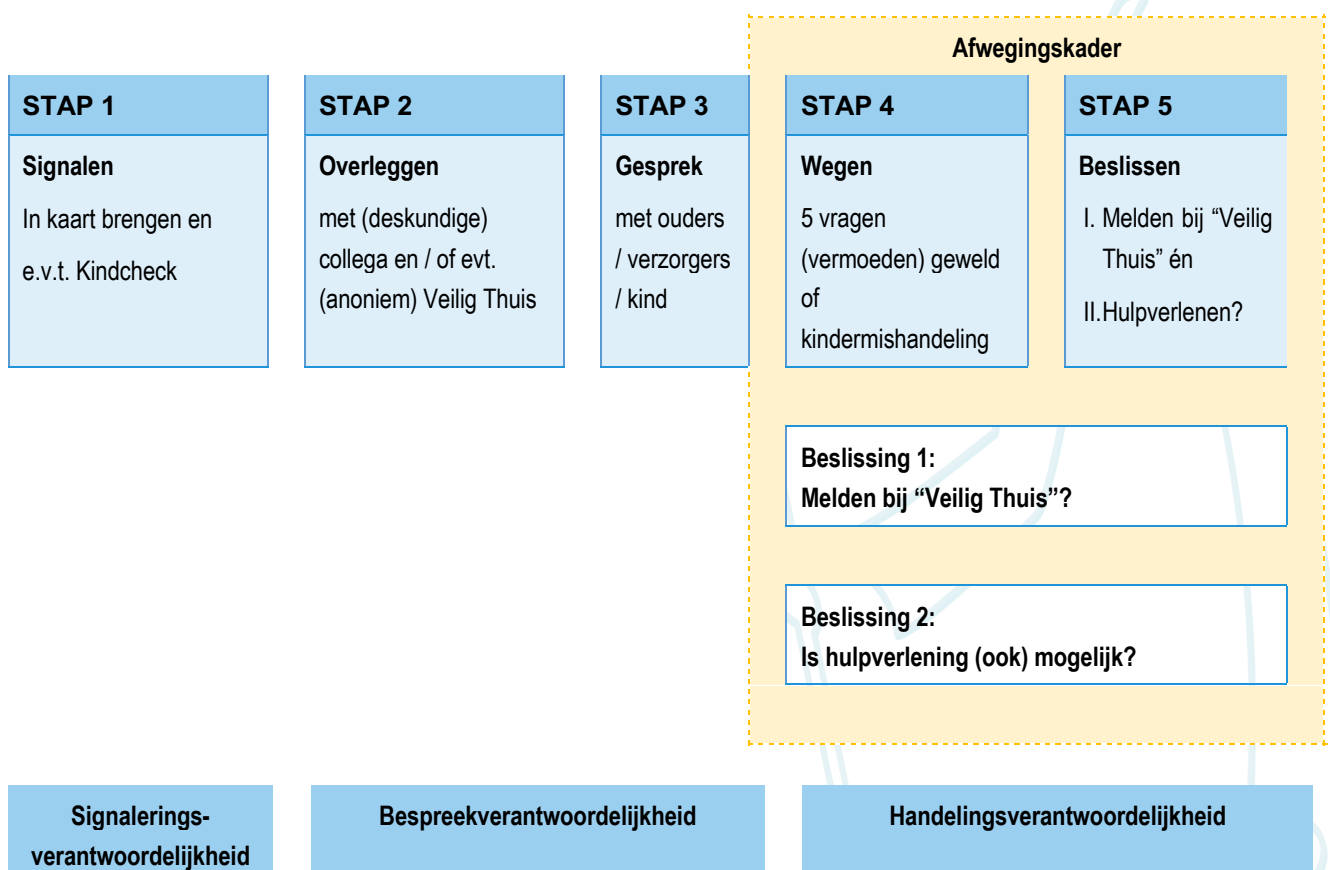 Afwegingskader
STAP 1
Signalen
In kaart brengen en
e.v.t. Kindcheck
STAP 2
Overleggen
met (deskundige)
collega en / of evt.
(anoniem) Veilig Thuis
STAP 3
Gesprek
met ouders
/ verzorgers
/ kind
STAP 4
Wegen
5 vragen
(vermoeden) geweld
of
kindermishandeling
STAP 5
Beslissen
I. Melden bij “Veilig
Thuis” én
II.Hulpverlenen?
Beslissing 1:
Melden bij “Veilig Thuis”?
Beslissing 2:
Is hulpverlening (ook) mogelijk?
Signalerings-
verantwoordelijkheid
Bespreekverantwoordelijkheid
Handelingsverantwoordelijkheid